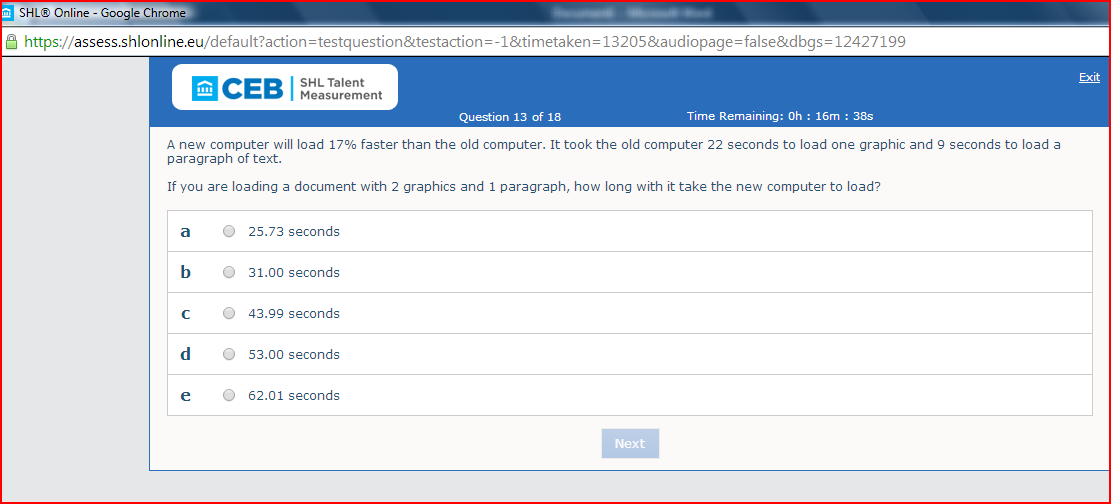 SHL® Online - Google Chrome
https://assess.shlonline.eu/default?action=testquestion&testaction=-1&timetaken=13205&audiopage=false&dbgs=12427199
CEB SHL Talent
Measurement
Exit
Question 13 of 18 Time Remaining: 0h : 16m : 38s
A new computer will load 17% faster than the old computer. It took the old computer 22 seconds to load one graphic and 9 seconds to load a
paragraph of text.
If you are loading a document with 2 graphics and 1 paragraph, how long with it take the new computer to load?
a 25.73 seconds
b 31.00 seconds
c 43.99 seconds
d 53.00 seconds
e 62.01 seconds
Next